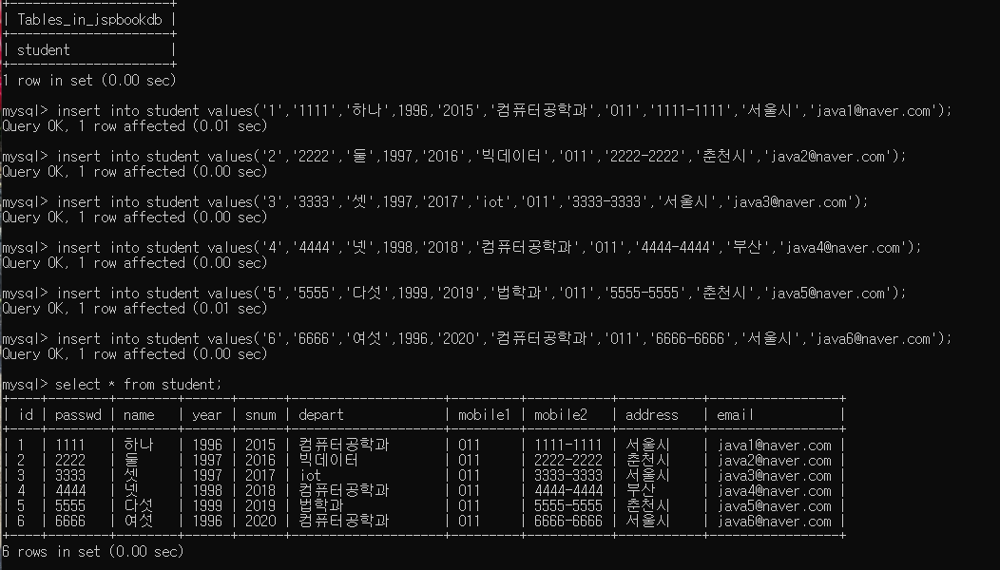 +---------------------+
| Tables_in_jspbookdb |
+---------------------+
| student             |
+---------------------+
1 row in set (0.00 sec)
mysql> insert into student values('1','1111','하나',1996,'2015','컴퓨터공학과','011','1111-1111','서울시','java1@naver.com');
Query OK, 1 row affected (0.01 sec)
mysql> insert into student values('2','2222','둘',1997,'2016','빅데이터','011','2222-2222','춘천시','java2@naver.com');
Query OK, 1 row affected (0.00 sec)
mysql> insert into student values('3','3333','셋',1997,'2017','iot','011','3333-3333','서울시','java3@naver.com');
Query OK, 1 row affected (0.00 sec)
mysql> insert into student values('4','4444','넷',1998,'2018','컴퓨터공학과','011','4444-4444','부산','java4@naver.com');
Query OK, 1 row affected (0.00 sec)
mysql> insert into student values('5','5555','다섯',1999,'2019','법학과','011','5555-5555','춘천시','java5@naver.com');
Query OK, 1 row affected (0.01 sec)
mysql> insert into student values('6','6666','여섯',1996,'2020','컴퓨터공학과','011','6666-6666','서울시','java6@naver.com');
Query OK, 1 row affected (0.00 sec)
mysql> select * from student;
+----+--------+--------+------+------+--------------------+---------+-----------+-----------+-----------------+
| id | passwd | name | year | snum | depart | mobile1 | mobile2 | address | email |
+----+--------+--------+------+------+--------------------+---------+-----------+-----------+-----------------+
| 1 | 1111 | 하나 | 1996 | 2015 | 컴퓨터공학과 | 011 | 1111-1111 | 서울시 | java1@naver.com |
| 2 | 2222 | 둘 | 1997 | 2016 | 빅데이터 | 011 | 2222-2222 | 춘천시 | java2@naver.com |
| 3 | 3333 | 셋 | 1997 | 2017 | iot | 011 | 3333-3333 | 서울시 | java3@naver.com |
| 4 | 4444 | 넷 | 1998 | 2018 | 컴퓨터공학과 | 011 | 4444-4444 | 부산 | java4@naver.com |
| 5 | 5555 | 다섯 | 1999 | 2019 | 법학과 | 011 | 5555-5555 | 춘천시 | java5@naver.com |
| 6 | 6666 | 여섯 | 1996 | 2020 | 컴퓨터공학과 | 011 | 6666-6666 | 서울시 | java6@naver.com |
+----+--------+--------+------+------+--------------------+---------+-----------+-----------+-----------------+
6 rows in set (0.00 sec)